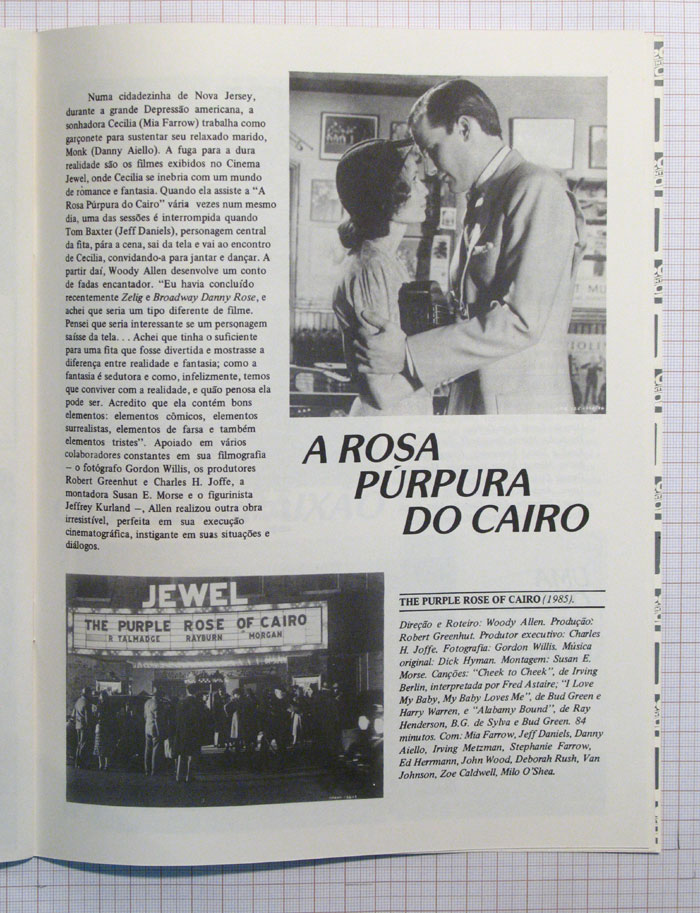 Numa cidadezinha de Nova Jersey,
durante a grande Depressão americana, a
sonhadora Cecilia (Mia Farrow) trabalha como
garçonete para sustentar seu relaxado marido,
Monk (Danny Aiello). A fuga para a dura
realidade são os filmes exibidos no Cinema
Jewel, onde Cecilia se inebria com um mundo
de romance e fantasia. Quando ela assiste a “A
Rosa Púrpura do Cairo” vária vezes num mesmo
dia, uma das sessões é interrompida quando
Tom Baxter (Jeff Daniels), personagem central
da fita, pára a cena, sai da tela e vai ao encontro
de Cecilia, convidando-a para jantar e dançar. A
partir daí, Woody Allen desenvolve um conto
de fadas encantador. “Eu havia concluído
recentemente Zelig e Broadway Danny Rose, e
achei que seria um tipo diferente de filme.
Pensei que seria interessante se um personagem
saísse da tela. . . Achei que tinha o suficiente
para uma fita que fosse divertida e mostrasse a
diferença entre realidade e fantasia; como a
fantasia é sedutora e como, infelizmente, temos
que conviver com a realidade, e quão penosa ela
pode ser. Acredito que ela contém bons
elementos: elementos cômicos, elementos
surrealistas, elementos de farsa e também
elementos tristes”. Apoiado em vários
colaboradores constantes em sua filmografia
– o fotógrafo Gordon Willis, os produtores
Robert Greenhut e Charles H. Joffe, a
montadora Susan E. Morse e o figurinista
Jeffrey Kurland –, Allen realizou outra obra
irresistível, perfeita em sua execução
cinematográfica, instigante em suas situações e
diálogos.
A ROSA
PÚRPURA
DO CAIRO
JEWEL
THE PURPLE ROSE OF CAIRO
R TALMADGE RAYBURN MORGAN
THE PURPLE ROSE OF CAIRO (1985).
Direção e Roteiro: Woody Allen. Produção:
Robert Greenhut. Produtor executivo: Charles
H. Joffe. Fotografia: Gordon Willis. Música
original: Dick Hyman. Montagem: Susan E.
Morse. Canções: “Cheek to Cheek”, de Irving
Berlin, interpretada por Fred Astaire; “I Love
My Baby, My Baby Loves Me”, de Bud Green e
Harry Warren, e “Alabamy Bound”, de Ray
Henderson, B.G. de Sylva e Bud Green. 84
minutos. Com: Mia Farrow, Jeff Daniels, Danny
Aiello, Irving Metzman, Stephanie Farrow,
Ed Herrmann, John Wood, Deborah Rush, Van
Johnson, Zoe Caldwell, Milo O’Shea.